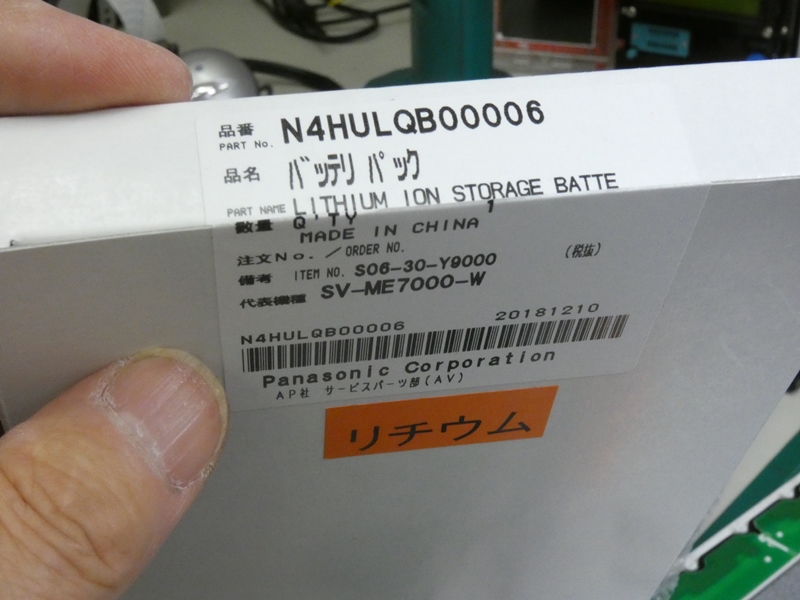 品番
PART No.
N4HULQB00006
品名
バッテリ パック
PART NAME
LITHIUM ION STORAGE BATTE
数量 Q'TY
MADE IN CHINA
注文No./ORDER NO.
備考 ITEM NO. S06-30-Y9000 (税抜)
代表機種 SV-ME7000-W
N4HULQB00006 20181210
Panasonic Corporation
AP社 サービスパーツ部(AV)
リチウム